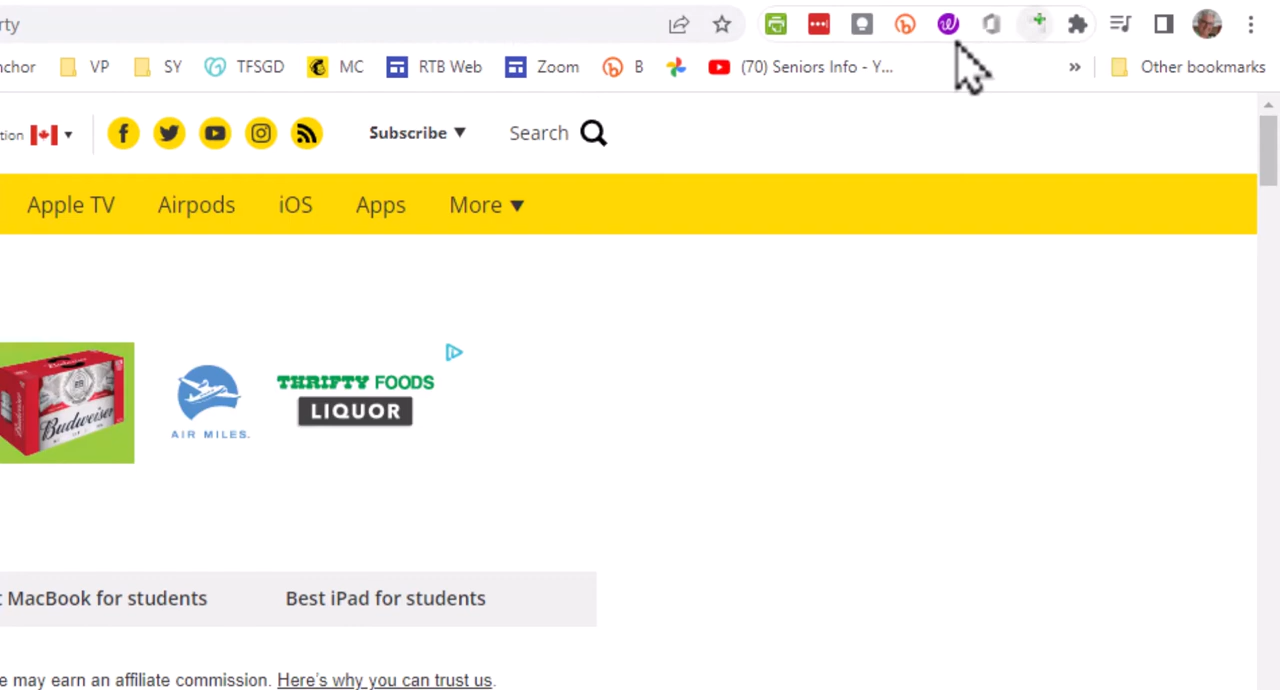 rty
nchor VP SY TFSGD MC RTB Web Zoom B (70) Seniors Info - Y... » Other bookmarks
tion Subscribe Search
Apple TV Airpods iOS Apps More
Budweiser
AIR MILES.
THRIFTY FOODS
LIQUOR
t MacBook for students Best iPad for students
e may earn an affiliate commission. Here's why you can trust us.